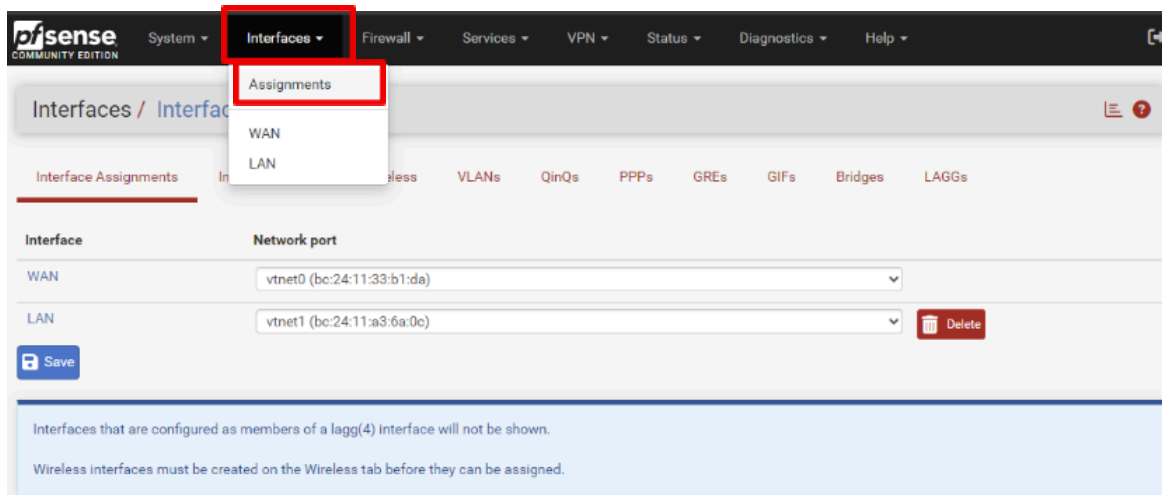 pfsense System Interfaces Firewall Services VPN Status Diagnostics Help
COMMUNITY EDITION
Assignments
Interfaces / Interfac
WAN
LAN
Interface Assignments In eless VLANs QinQs PPPs GREs GIFs Bridges LAGGs
Interface Network port
WAN vtnet0 (bc:24:11:33:b1:da)
LAN vtnet1 (bc:24:11:a3:6a:0c) Delete
Save
Interfaces that are configured as members of a lagg(4) interface will not be shown.
Wireless interfaces must be created on the Wireless tab before they can be assigned.